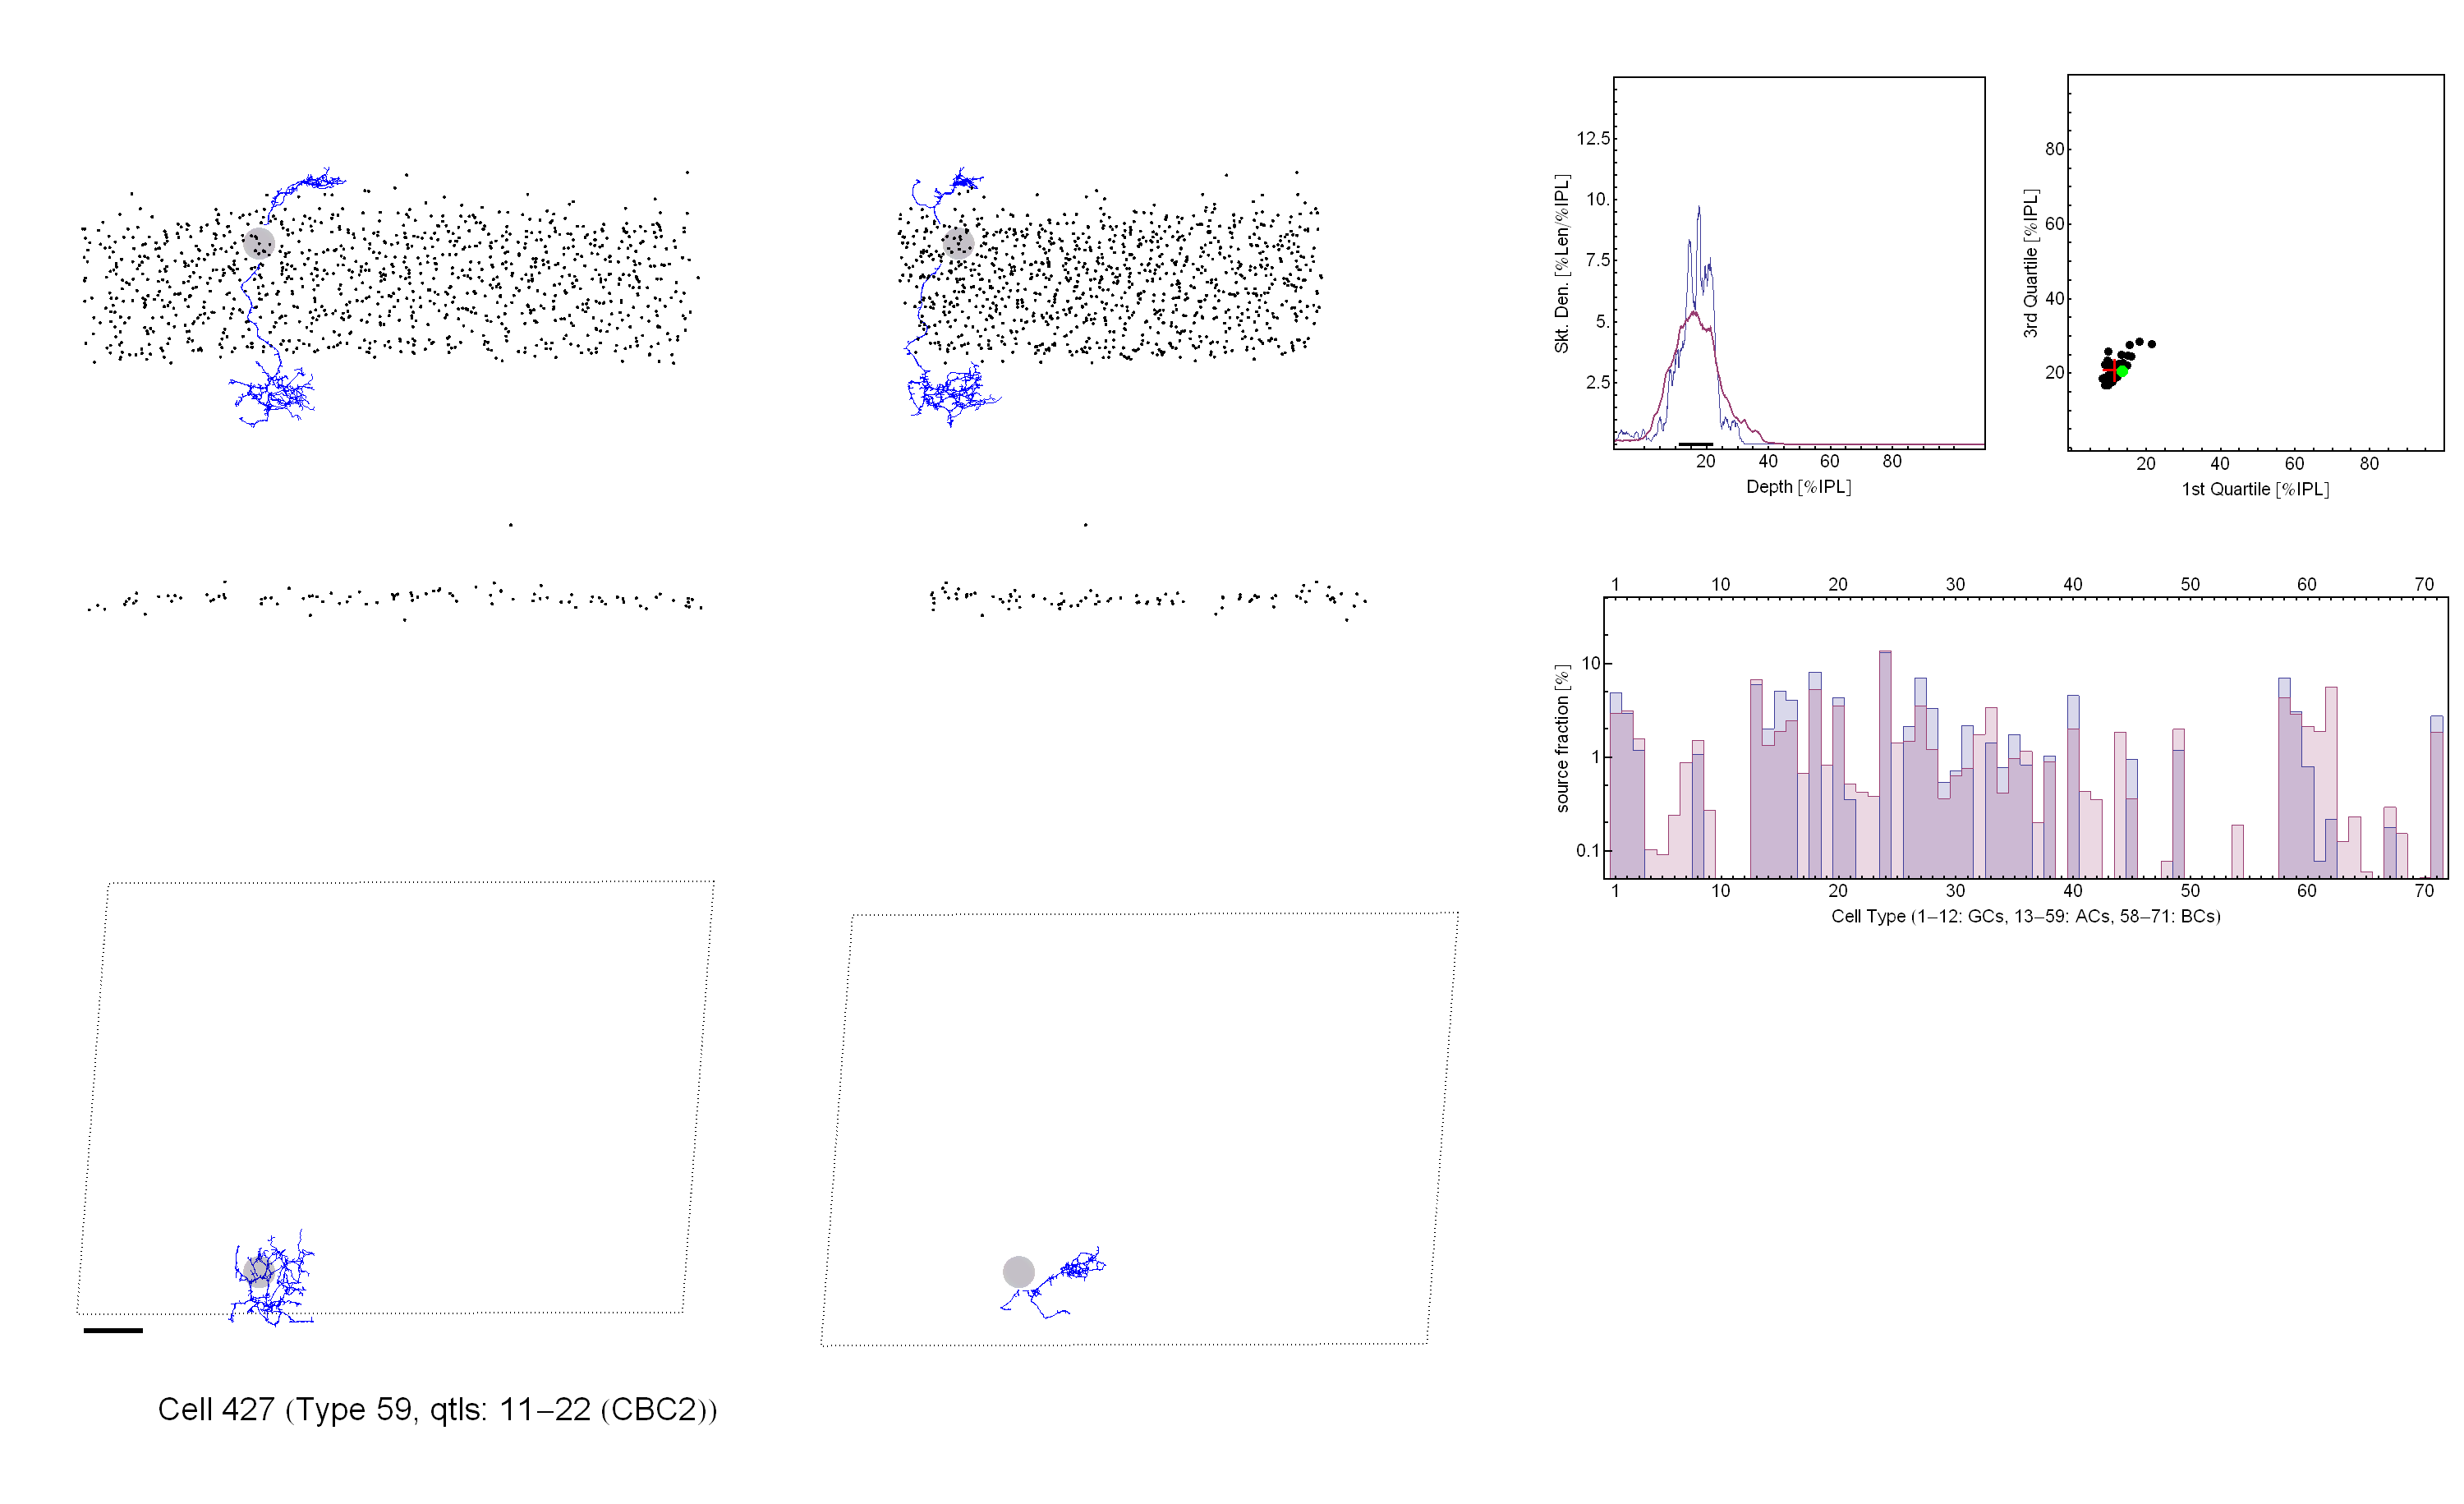 12.5
10.
7.5
5.
2.5
Skt. Den. [%Len/%IPL]
20 40 60 80
Depth [%IPL]
80
60
40
20
3rd Quartile [%IPL]
20 40 60 80
1st Quartile [%IPL]
1 10 20 30 40 50 60 70
10
1
0.1
source fraction [%]
1 10 20 30 40 50 60 70
Cell Type (1–12: GCs, 13–59: ACs, 58–71: BCs)
Cell 427 (Type 59, qtls: 11–22 (CBC2))